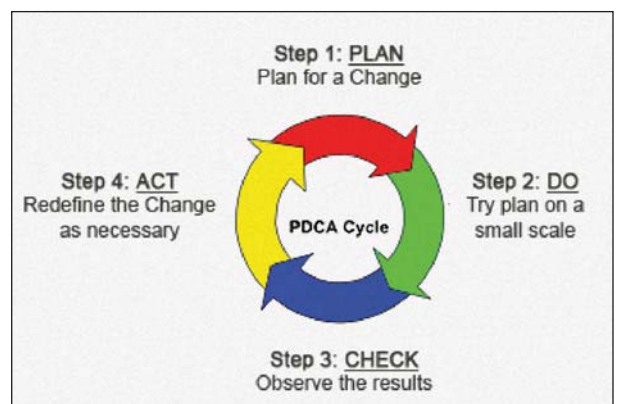 Step 1: PLAN
Plan for a Change
Step 2: DO
Try plan on a
small scale
Step 3: CHECK
Observe the results
Step 4: ACT
Redefine the Change
as necessary
PDCA Cycle